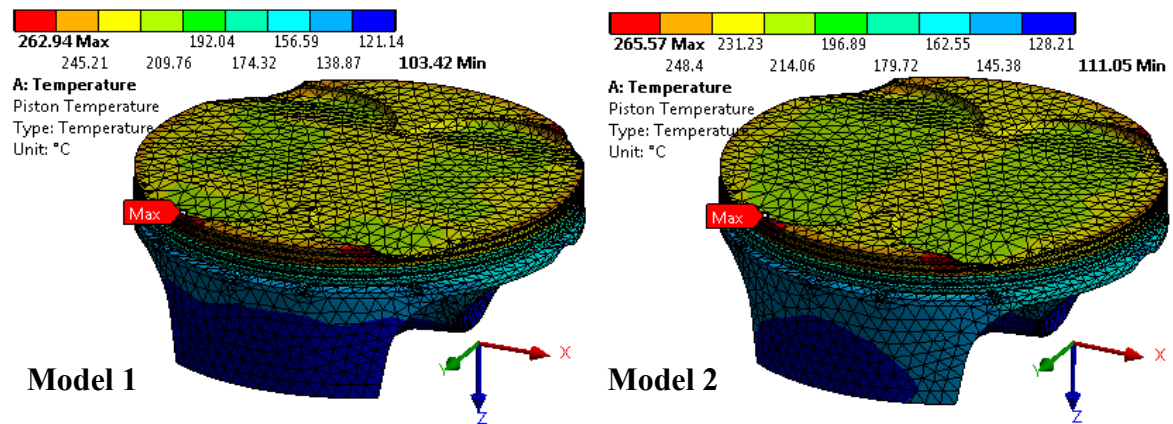 262.94 Max 192.04 156.59 121.14
245.21 209.76 174.32 138.87 103.42 Min
A: Temperature
Piston Temperature
Type: Temperature
Unit: °C
Max
Model 1
X
Y
Z
265.57 Max 231.23 196.89 162.55 128.21
248.4 214.06 179.72 145.38 111.05 Min
A: Temperature
Piston Temperature
Type: Temperatur
Unit: °C
Max
Model 2
X
Y
Z